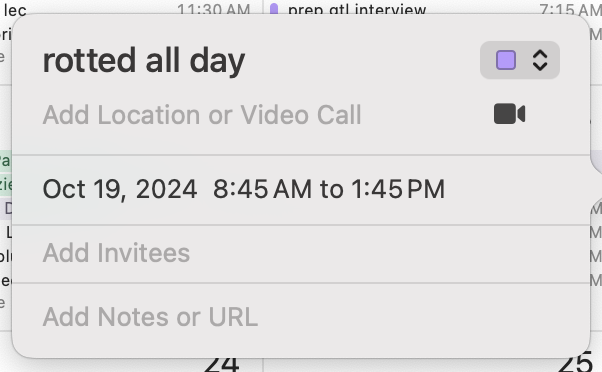 lec
11:30 AM
prep gtl interview
7:15 AM
rotted all day
Add Location or Video Call
Oct 19, 2024 8:45 AM to 1:45 PM
Add Invitees
Add Notes or URL
24
25